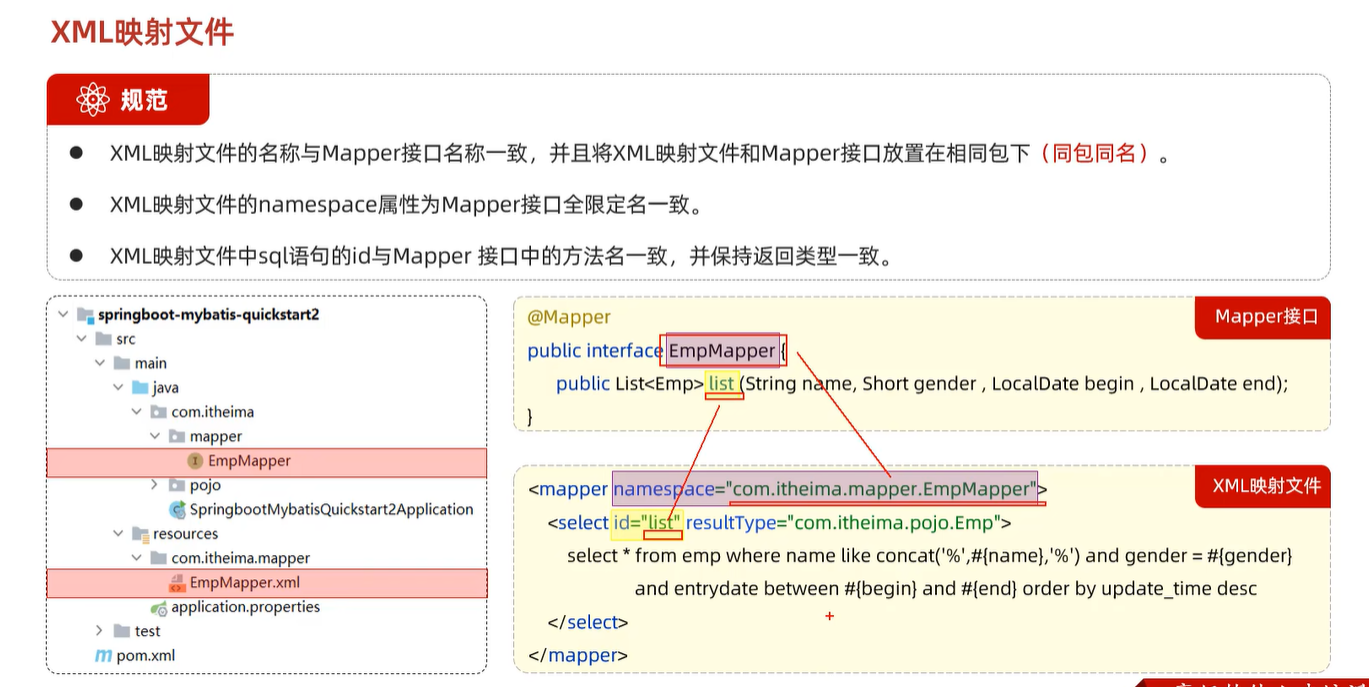 XML映射文件
规范
XML映射文件的名称与Mapper接口名称一致，并且将XML映射文件和Mapper接口放置在相同包下（同包同名）。
XML映射文件的namespace属性为Mapper接口全限定名一致。
XML映射文件中sql语句的id与Mapper 接口中的方法名一致，并保持返回类型一致。
springboot-mybatis-quickstart2
src
main
java
com.itheima
mapper
I EmpMapper
pojo
SpringbootMybatisQuickstart2Application
resources
com.itheima.mapper
EmpMapper.xml
application.properties
test
m pom.xml
Mapper接口
@Mapper
public interface EmpMapper {
public List<Emp> list (String name, Short gender , LocalDate begin , LocalDate end);
}
XML映射文件
<mapper namespace="com.itheima.mapper.EmpMapper">
<select id="list" resultType="com.itheima.pojo.Emp">
select * from emp where name like concat('%',#{name},'%') and gender = #{gender}
and entrydate between #{begin} and #{end} order by update_time desc
</select>
</mapper>